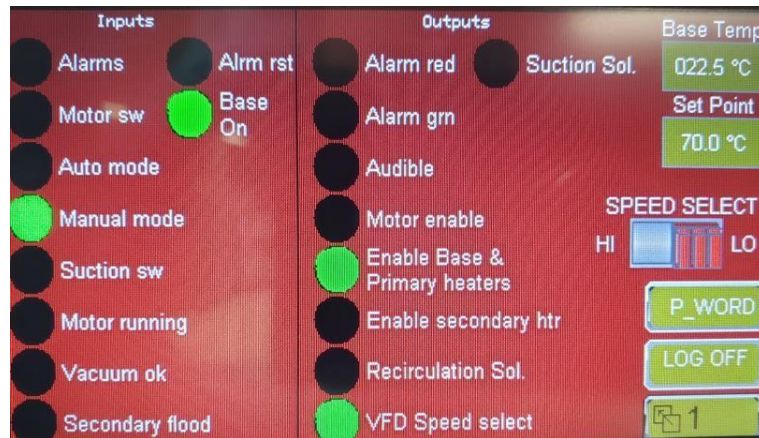 Inputs
Alarms
Alrm rst
Motor sw
Base
On
Auto mode
Manual mode
Suction sw
Motor running
Vacuum ok
Secondary flood
Outputs
Alarm red
Suction Sol.
Alarm grn
Audible
Motor enable
Enable Base &
Primary heaters
Enable secondary htr
Recirculation Sol.
VFD Speed select
Base Temp
022.5 °C
Set Point
70.0 °C
SPEED SELECT
HI
LO
P_WORD
LOG OFF
1